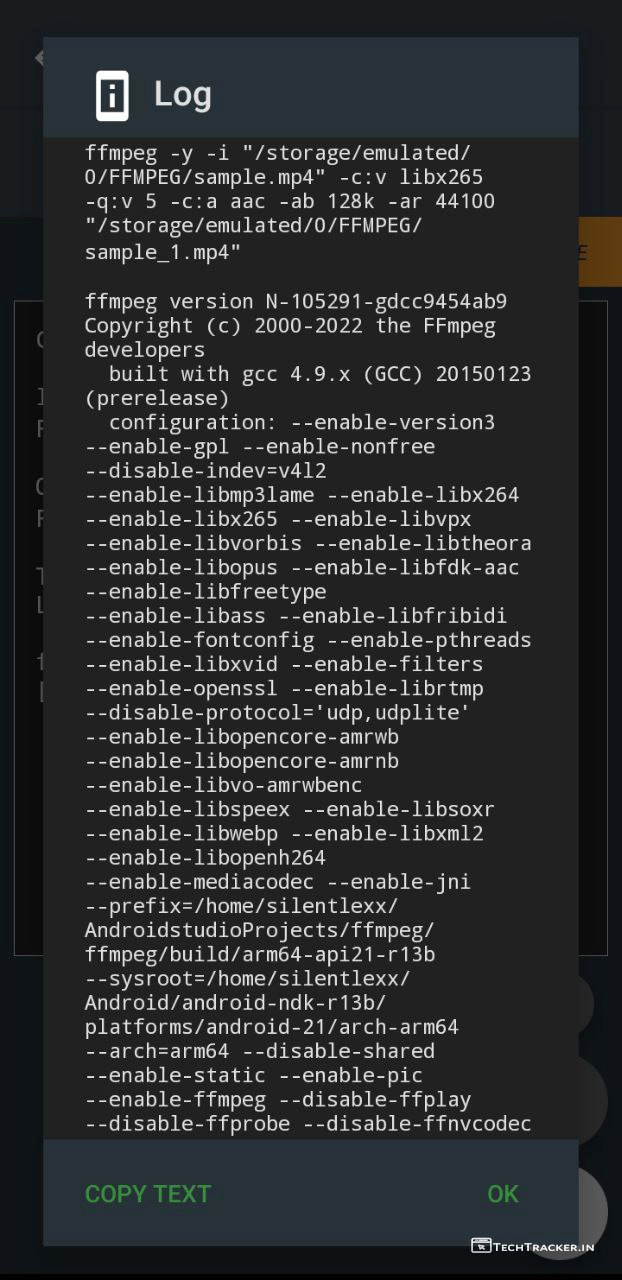 Log
ffmpeg -y -i "/storage/emulated/
0/FFMPEG/sample.mp4" -c:v libx265
-q:v 5 -c:a aac -ab 128k -ar 44100
"/storage/emulated/0/FFMPEG/
sample_1.mp4"
ffmpeg version N-105291-gdcc9454ab9
Copyright (c) 2000-2022 the FFmpeg
developers
built with gcc 4.9.x (GCC) 20150123
(prerelease)
configuration: --enable-version3
--enable-gpl --enable-nonfree
--disable-indev=v4l2
--enable-libmp3lame --enable-libx264
--enable-libx265 --enable-libvpx
--enable-libvorbis --enable-libtheora
--enable-libopus --enable-libfdk-aac
--enable-libfreetype
--enable-libass --enable-libfribidi
--enable-fontconfig --enable-pthreads
--enable-libxvid --enable-filters
--enable-openssl --enable-librtmp
--disable-protocol='udp,udplite'
--enable-libopencore-amrwb
--enable-libopencore-amrnb
--enable-libvo-amrwbenc
--enable-libspeex --enable-libsoxr
--enable-libwebp --enable-libxml2
--enable-libopenh264
--enable-mediacodec --enable-jni
--prefix=/home/silentlexx/
AndroidstudioProjects/ffmpeg/
ffmpeg/build/arm64-api21-r13b
--sysroot=/home/silentlexx/
Android/android-ndk-r13b/
platforms/android-21/arch-arm64
--arch=arm64 --disable-shared
--enable-static --enable-pic
--enable-ffmpeg --disable-ffplay
--disable-ffprobe --disable-ffnvcodec
COPY TEXT OK
TECHTRACKER.IN